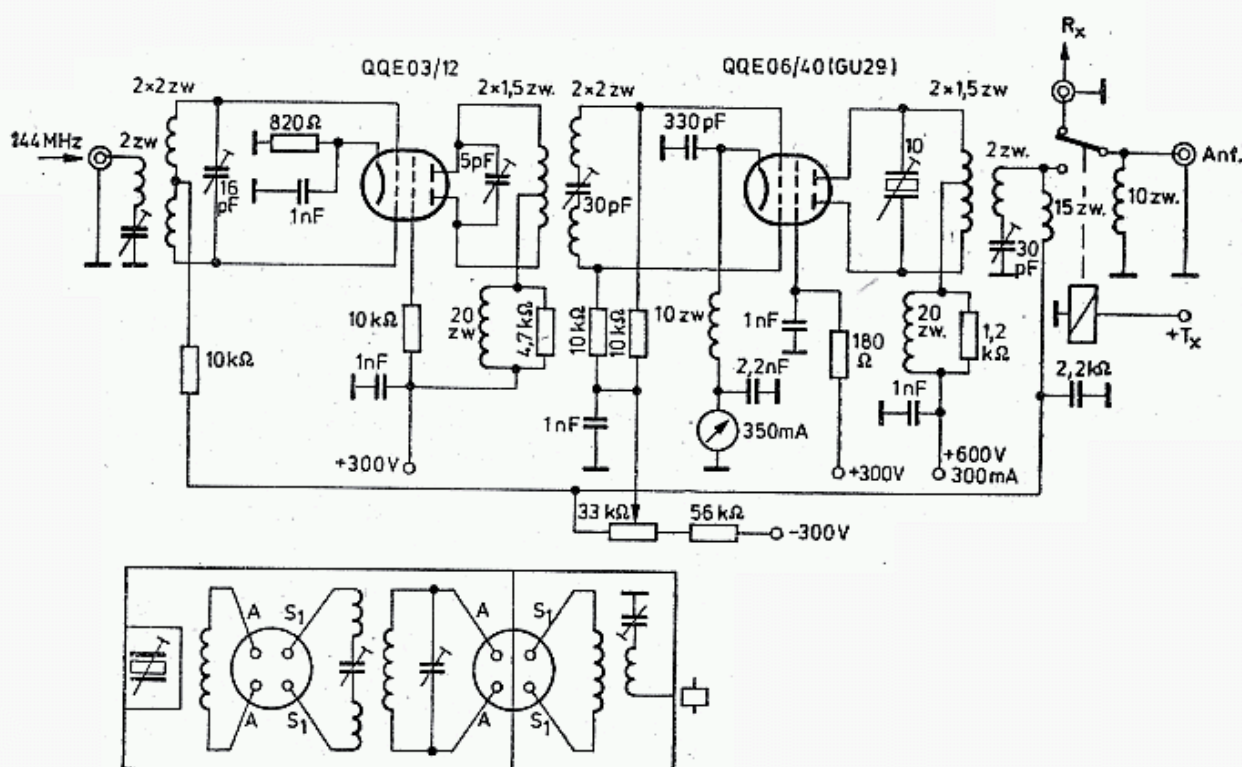 Rx
QQE03/12
QQE06/40(GU29)
2×2zw
2×1,5zw.
2×2zw
2×1,5zw
144MHz
2zw
820Ω
330pF
10
2zw.
Ant.
16
pF
1nF
5pF
30pF
15zw.
10zw.
30
pF
10kΩ
20
zw
4,7kΩ
10kΩ
10kΩ
10zw
1nF
180
Ω
20
zw.
1,2
kΩ
+Tx
10kΩ
1nF
2,2nF
1nF
2,2kΩ
1nF
350mA
+300V
+300V
+600V
300mA
33kΩ
56kΩ
-300V
A
S1
A
S1
A
S1
A
S1